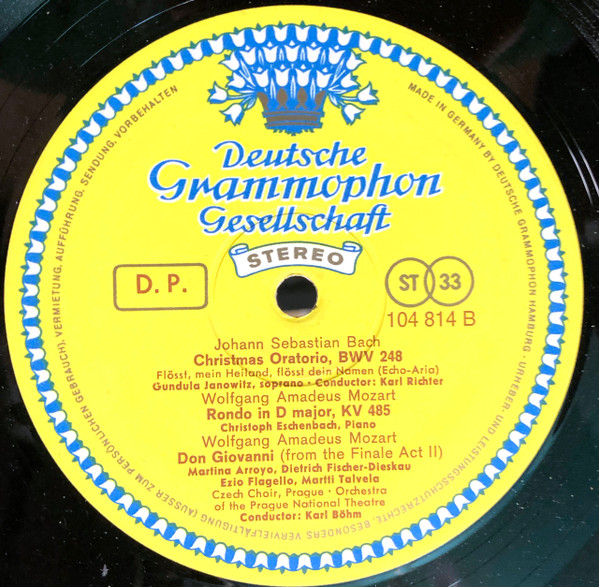 Deutsche
Grammophon
Gesellschaft
STEREO
D. P.
ST 33
104 814 B
Johann Sebastian Bach
Christmas Oratorio, BWV 248
Flösst, mein Heiland, flösst dein Namen (Echo-Aria)
Gundula Janowitz, soprano · Conductor: Karl Richter
Wolfgang Amadeus Mozart
Rondo in D major, KV 485
Christoph Eschenbach, Piano
Wolfgang Amadeus Mozart
Don Giovanni (from the Finale Act II)
Martina Arroyo, Dietrich Fischer-Dieskau
Ezio Flagello, Martti Talvela
Czech Choir, Prague · Orchestra
of the Prague National Theatre
Conductor: Karl Böhm
MADE IN GERMANY BY DEUTSCHE GRAMMOPHON HAMBURG · URHEBER- UND LEISTUNGSSCHUTZRECHTE, BESONDERS VERVIELFÄLTIGUNG (AUSSER ZUM PERSÖNLICHEN GEBRAUCH), VERMIETUNG, AUFFÜHRUNG, SENDUNG, VORBEHALTEN